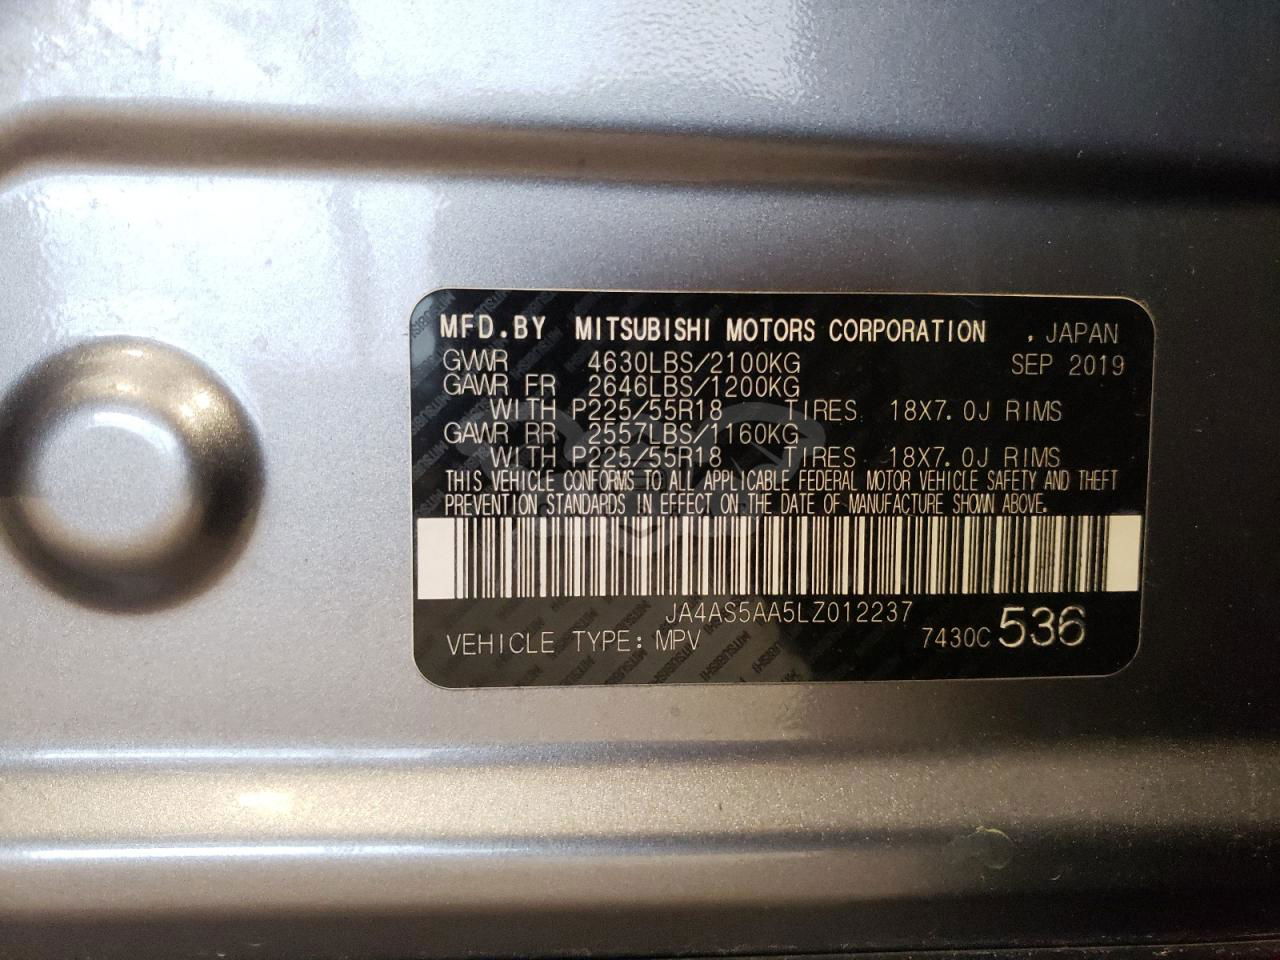 MFD.BY MITSUBISHI MOTORS CORPORATION , JAPAN
GVWR 4630LBS/2100KG SEP 2019
GAWR FR 2646LBS/1200KG
WITH P225/55R18 TIRES 18X7.0J RIMS
GAWR RR 2557LBS/1160KG
WITH P225/55R18 TIRES 18X7.0J RIMS
THIS VEHICLE CONFORMS TO ALL APPLICABLE FEDERAL MOTOR VEHICLE SAFETY AND THEFT
PREVENTION STANDARDS IN EFFECT ON THE DATE OF MANUFACTURE SHOWN ABOVE.
JA4AS5AA5LZ012237
VEHICLE TYPE: MPV 7430C 536